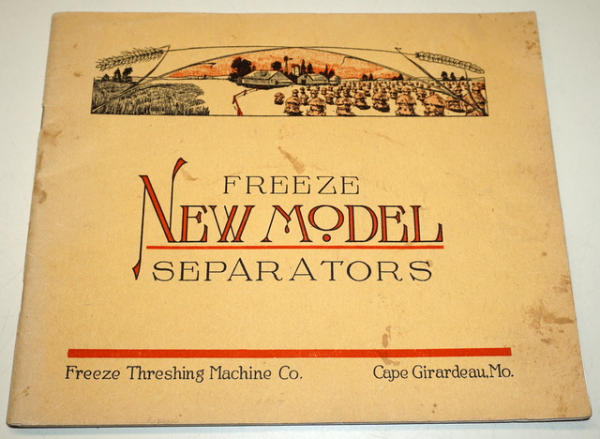 FREEZE
NEW MODEL
SEPARATORS
Freeze Threshing Machine Co. Cape Girardeau, Mo.